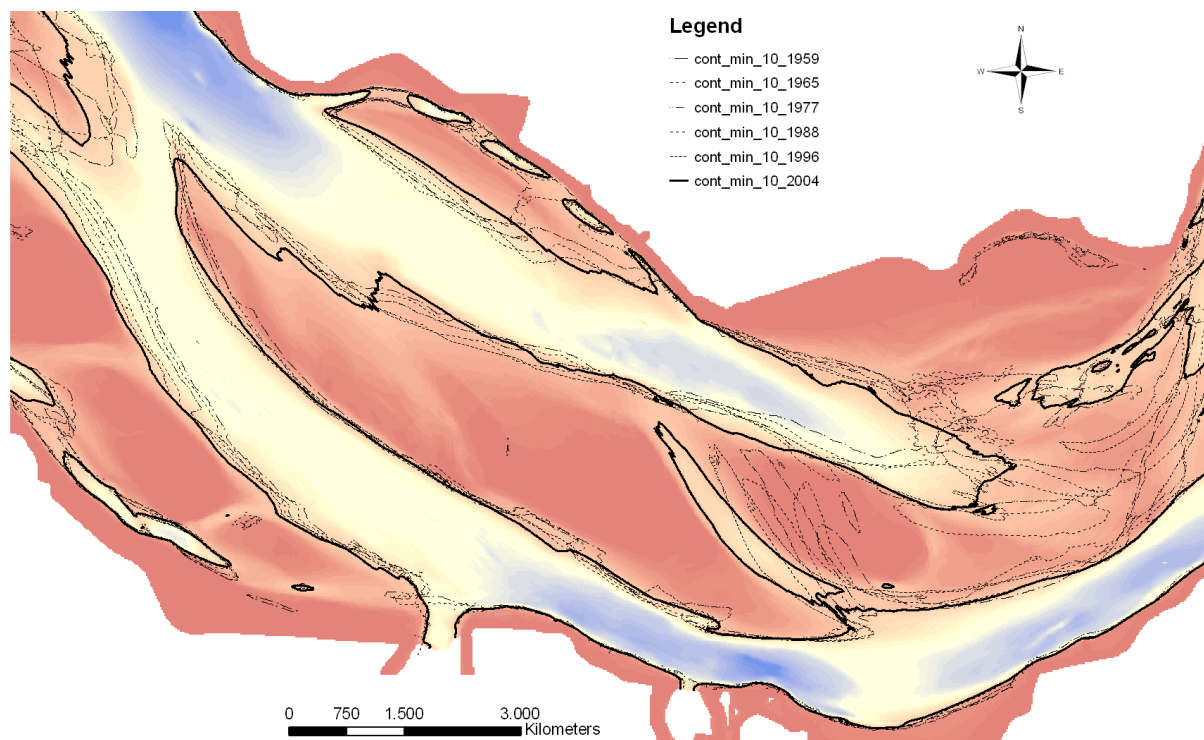 Legend
cont_min_10_1959
cont_min_10_1965
cont_min_10_1977
cont_min_10_1988
cont_min_10_1996
cont_min_10_2004
N
W E
S
0 750 1.500 3.000
Kilometers